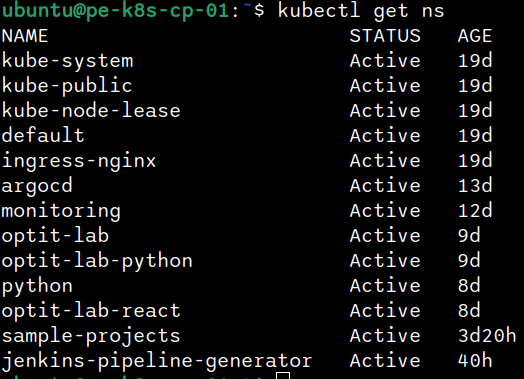 ubuntu@pe-k8s-cp-01:~$ kubectl get ns
NAME STATUS AGE
kube-system Active 19d
kube-public Active 19d
kube-node-lease Active 19d
default Active 19d
ingress-nginx Active 19d
argocd Active 13d
monitoring Active 12d
optit-lab Active 9d
optit-lab-python Active 9d
python Active 8d
optit-lab-react Active 8d
sample-projects Active 3d20h
jenkins-pipeline-generator Active 40h